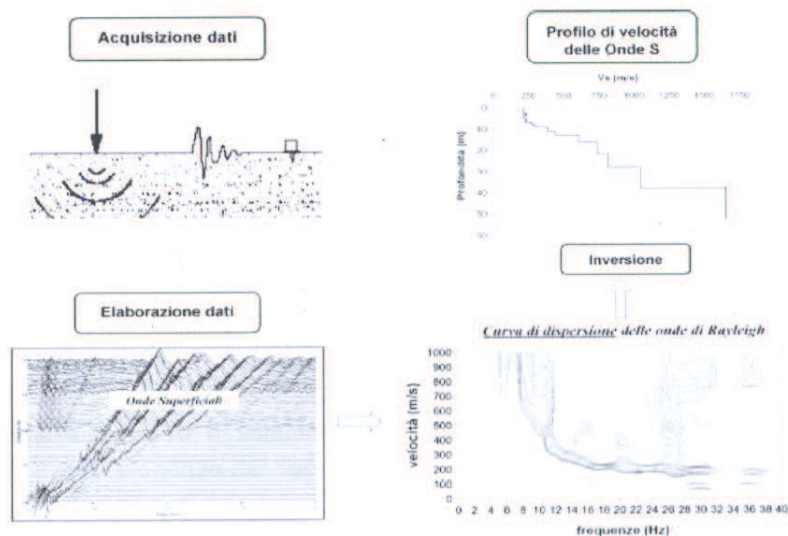 Acquisizione dati
Profilo di velocità
delle Onde S
Vs (m/s)
0 250 500 750 1000 1250 1500 1750
Profondità (m)
0
10
20
30
40
50
60
Inversione
Elaborazione dati
Curva di dispersione delle onde di Rayleigh
Onde Superficiali
velocità (m/s)
1000
900
800
700
600
500
400
300
200
100
0
0 2 4 6 8 10 12 14 16 18 20 22 24 26 28 30 32 34 36 38 40
frequenze (Hz)